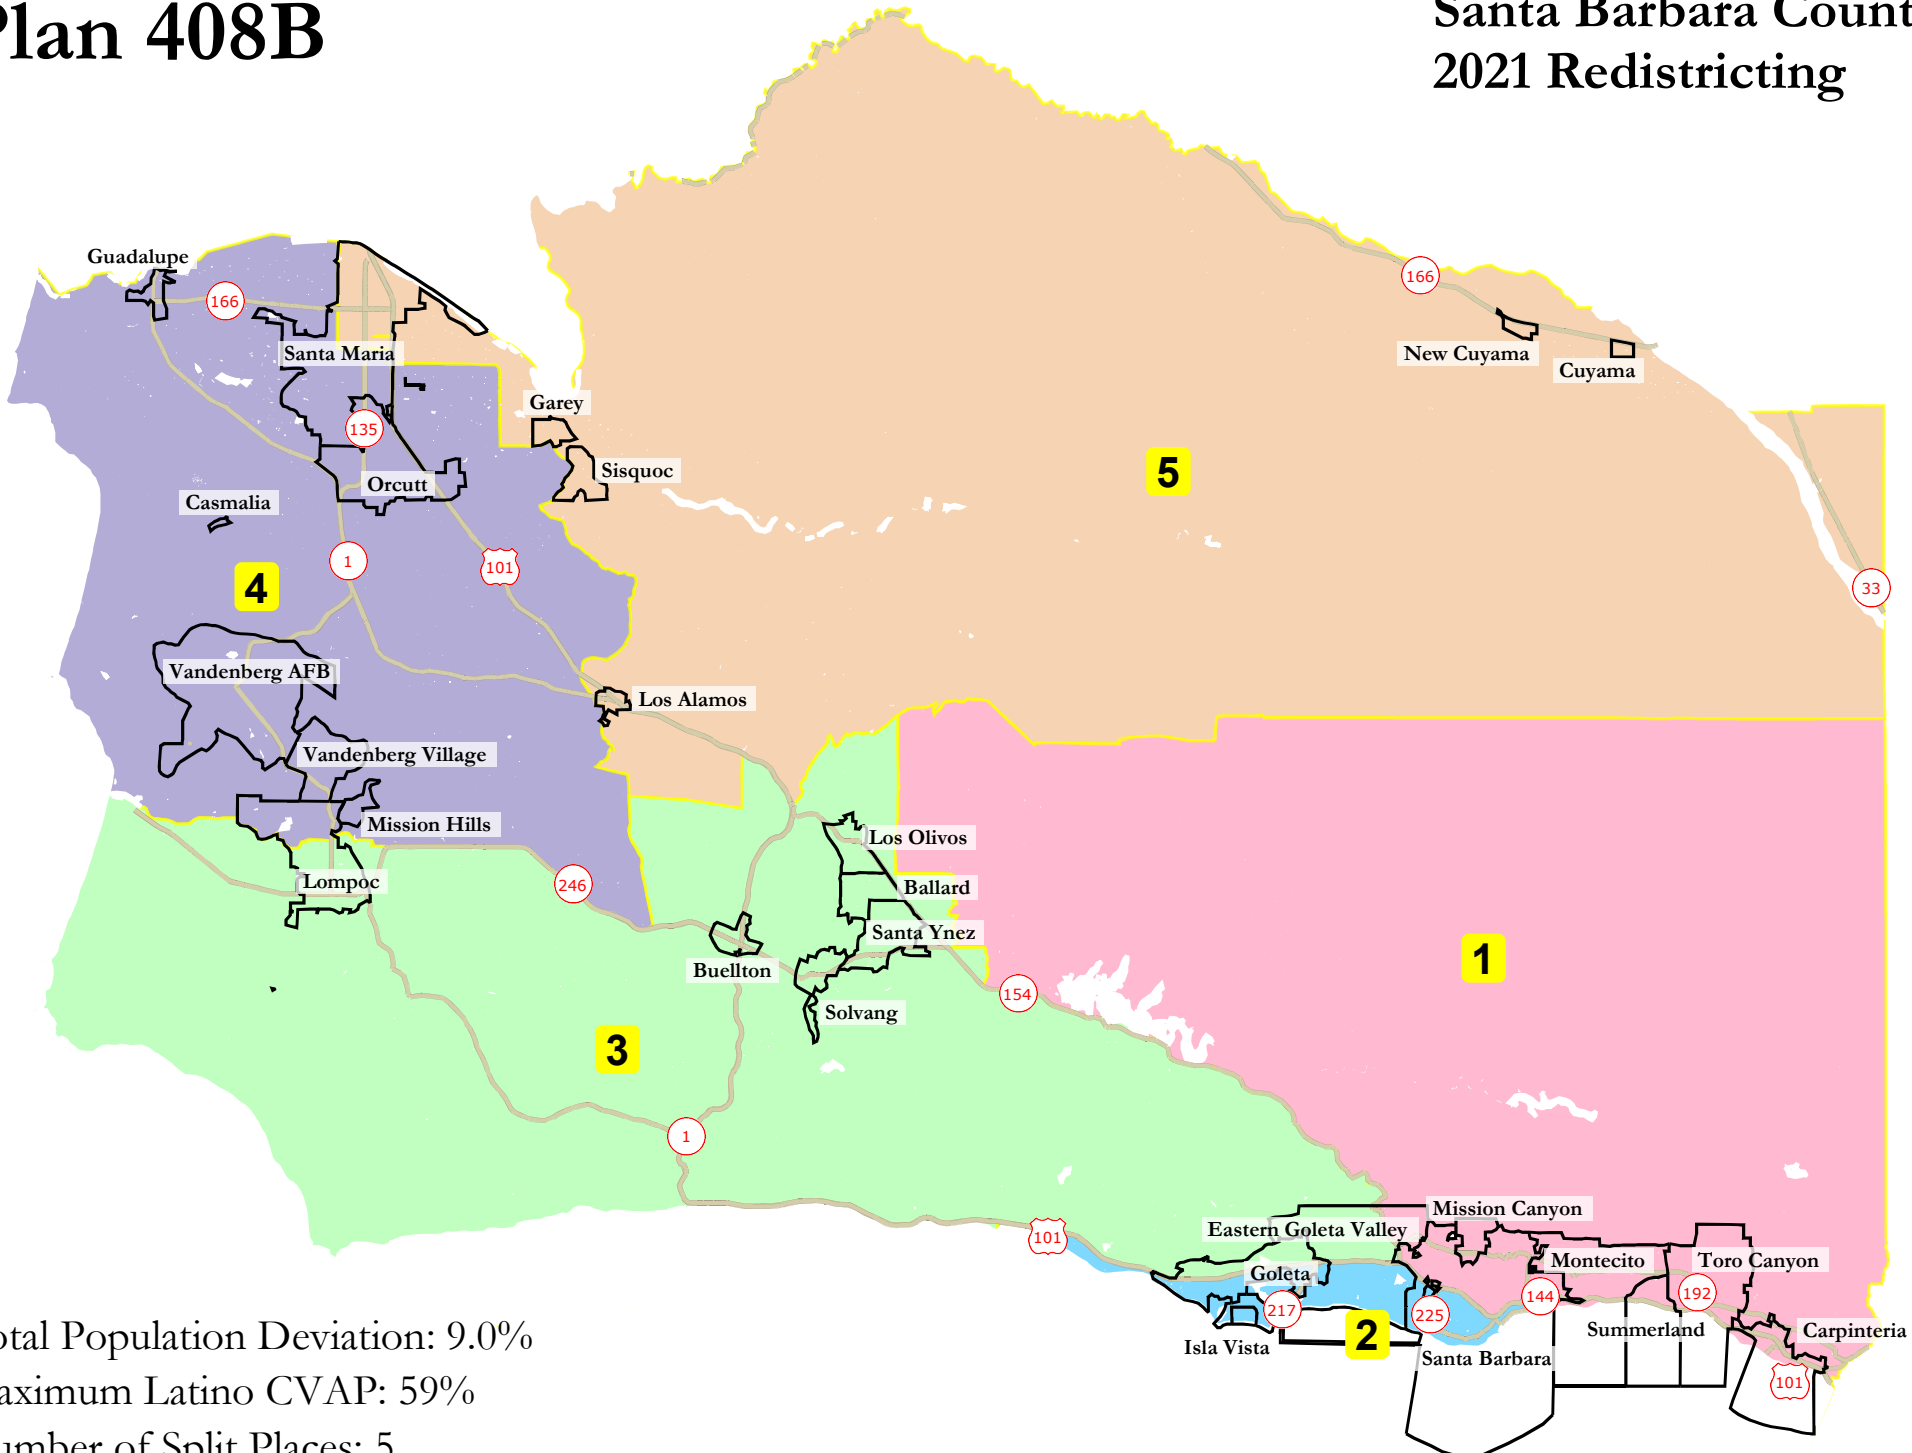 Plan 408B
Santa Barbara Count
2021 Redistricting
Guadalupe
166
Santa Maria
135
Orcutt
Casmalia
1
101
4
Garey
Sisquoc
5
166
New Cuyama
Cuyama
33
Vandenberg AFB
Los Alamos
Vandenberg Village
Mission Hills
Lompoc
246
Los Olivos
Ballard
Santa Ynez
Buellton
Solvang
154
1
3
1
101
Mission Canyon
Eastern Goleta Valley
Montecito
Toro Canyon
Goleta
217
2
225
144
192
Isla Vista
Santa Barbara
Summerland
Carpinteria
101
otal Population Deviation: 9.0%
aximum Latino CVAP: 59%
umber of Split Places: 5